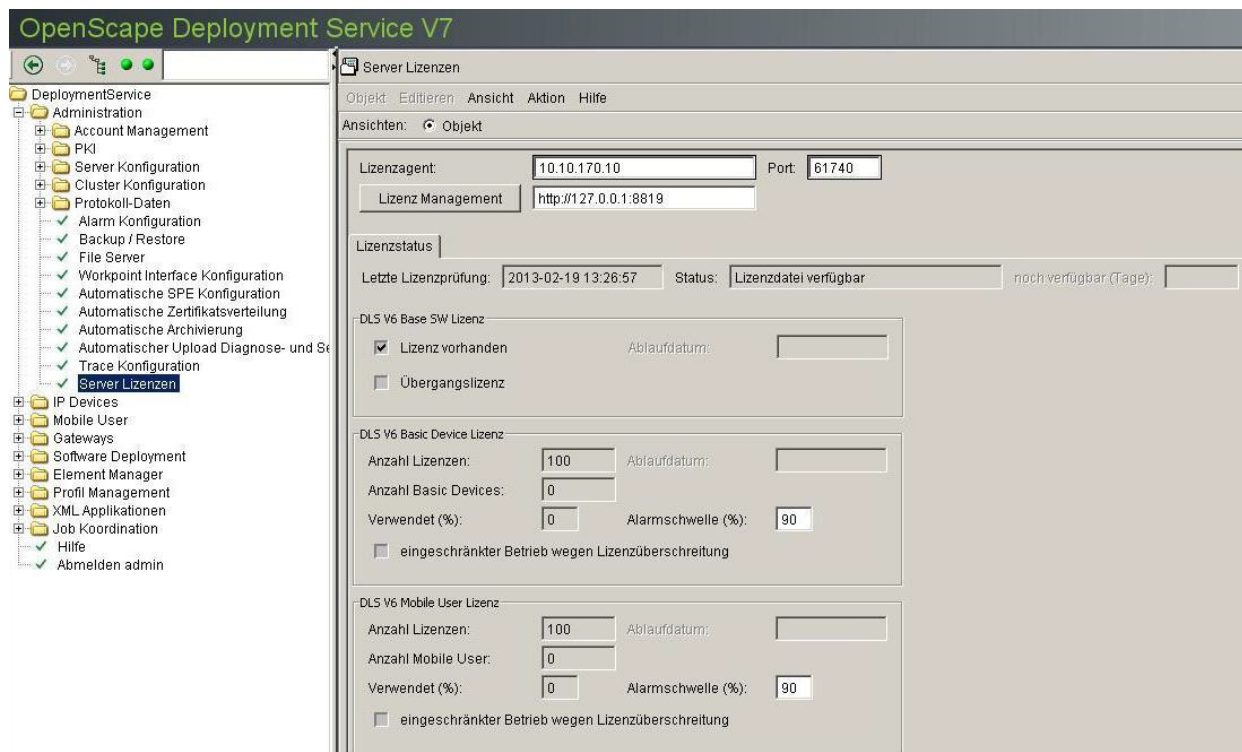 OpenScape Deployment Service V7
DeploymentService
Administration
Account Management
PKI
Server Konfiguration
Cluster Konfiguration
Protokoll-Daten
Alarm Konfiguration
Backup / Restore
File Server
Workpoint Interface Konfiguration
Automatische SPE Konfiguration
Automatische Zertifikatsverteilung
Automatische Archivierung
Automatischer Upload Diagnose- und Se
Trace Konfiguration
Server Lizenzen
IP Devices
Mobile User
Gateways
Software Deployment
Element Manager
Profil Management
XML Applikationen
Job Koordination
Hilfe
Abmelden admin
Server Lizenzen
Objekt Editieren Ansicht Aktion Hilfe
Ansichten: Objekt
Lizenzagent: 10.10.170.10 Port: 61740
Lizenz Management http://127.0.0.1:8819
Lizenzstatus
Letzte Lizenzprüfung: 2013-02-19 13:26:57 Status: Lizenzdatei verfügbar noch verfügbar (Tage):
DLS V6 Base SW Lizenz
Lizenz vorhanden Ablaufdatum:
Übergangslizenz
DLS V6 Basic Device Lizenz
Anzahl Lizenzen: 100 Ablaufdatum:
Anzahl Basic Devices: 0
Verwendet (%): 0 Alarmschwelle (%): 90
eingeschränkter Betrieb wegen Lizenzüberschreitung
DLS V6 Mobile User Lizenz
Anzahl Lizenzen: 100 Ablaufdatum:
Anzahl Mobile User: 0
Verwendet (%): 0 Alarmschwelle (%): 90
eingeschränkter Betrieb wegen Lizenzüberschreitung